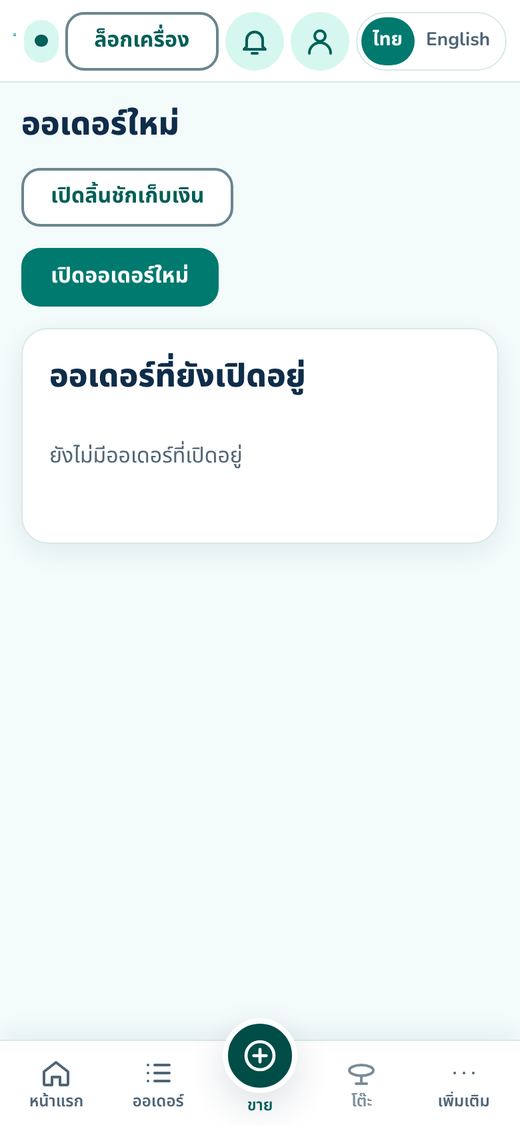 ล็อกเครื่อง
ไทย English
ออเดอร์ใหม่
เปิดลิ้นชักเก็บเงิน
เปิดออเดอร์ใหม่
ออเดอร์ที่ยังเปิดอยู่
ยังไม่มีออเดอร์ที่เปิดอยู่
หน้าแรก ออเดอร์ ขาย โต๊ะ เพิ่มเติม